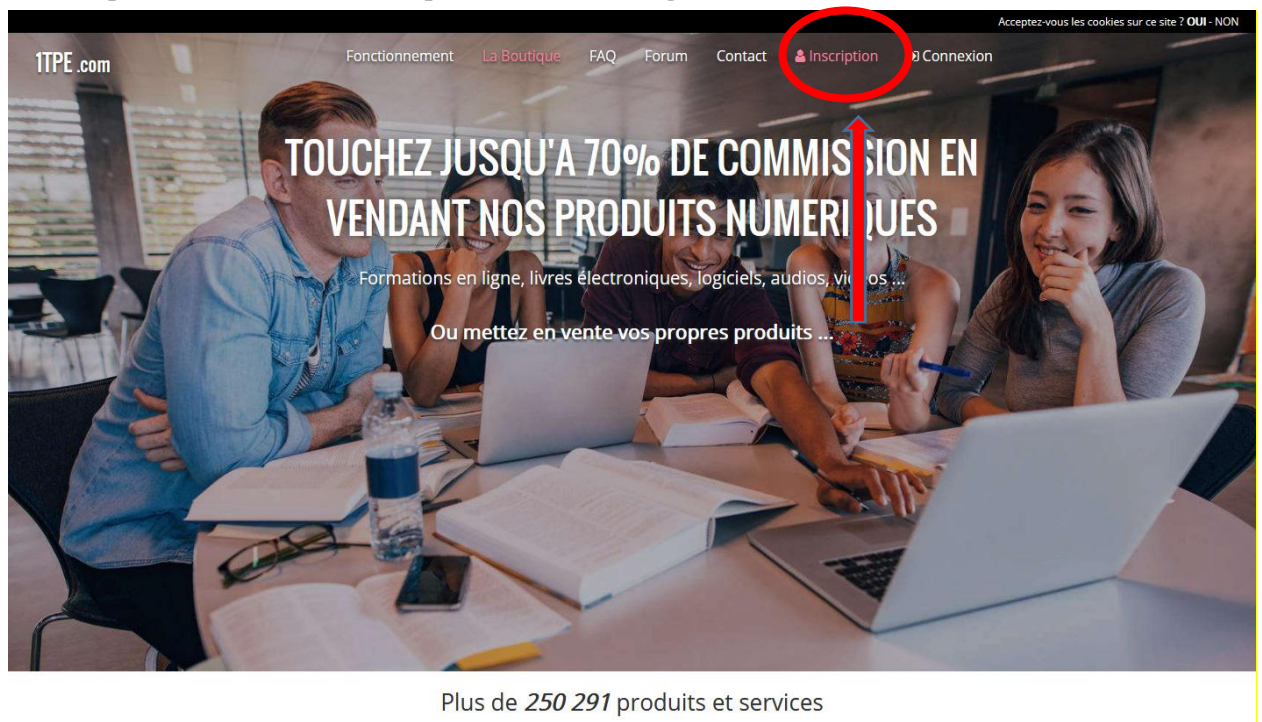 Acceptez-vous les cookies sur ce site ? OUI - NON
1TPE.com
Fonctionnement La Boutique FAQ Forum Contact Inscription Connexion
TOUCHEZ JUSQU'A 70% DE COMMISSION EN
VENDANT NOS PRODUITS NUMERIQUES
Formations en ligne, livres électroniques, logiciels, audios, vidéos ...
Ou mettez en vente vos propres produits ...
Plus de 250 291 produits et services